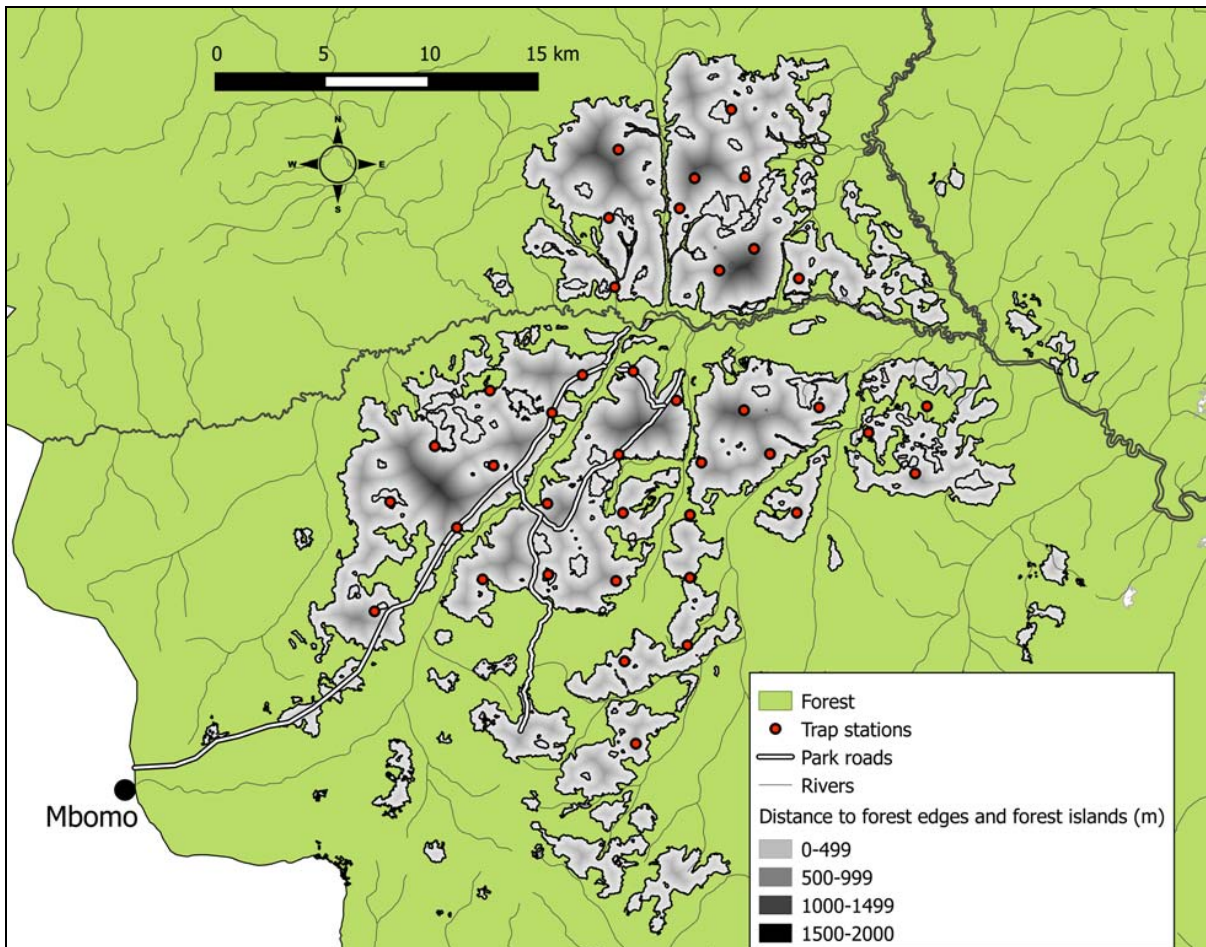 0 5 10 15 km
N
W E
S
Mbomo
Forest
Trap stations
Park roads
Rivers
Distance to forest edges and forest islands (m)
0-499
500-999
1000-1499
1500-2000